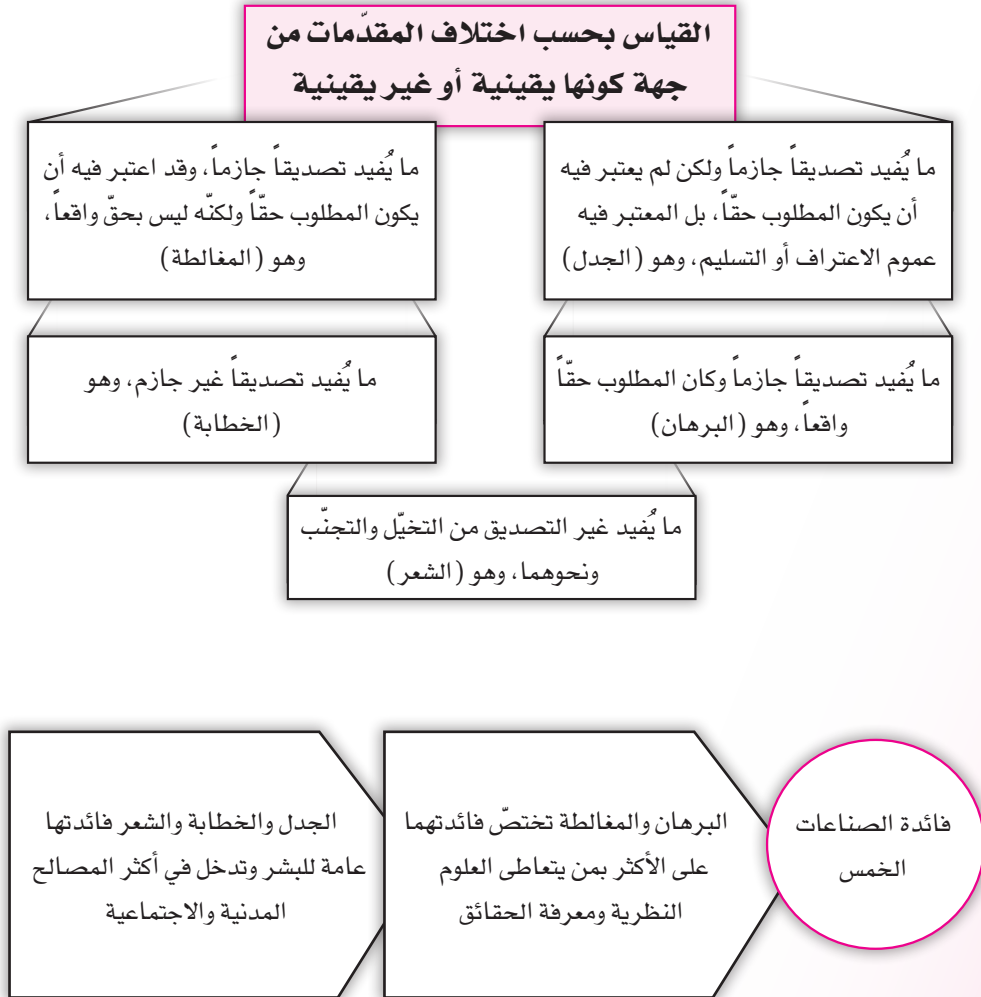 القياس بحسب اختلاف المقدّمات من
جهة كونها يقينية أو غير يقينية
ما يُفيد تصديقاً جازماً ولكن لم يعتبر فيه
أن يكون المطلوب حقّاً، بل المعتبر فيه
عموم الاعتراف أو التسليم، وهو (الجدل)
ما يُفيد تصديقاً جازماً، وقد اعتبر فيه أن
يكون المطلوب حقّاً ولكنّه ليس بحقّ واقعاً،
وهو (المغالطة)
ما يُفيد تصديقاً جازماً وكان المطلوب حقّاً
واقعاً، وهو (البرهان)
ما يُفيد تصديقاً غير جازم، وهو
(الخطابة)
ما يُفيد غير التصديق من التخيّل والتجنّب
ونحوهما، وهو (الشعر)
فائدة الصناعات
الخمس
البرهان والمغالطة تختصّ فائدتهما
على الأكثر بمن يتعاطى العلوم
النظرية ومعرفة الحقائق
الجدل والخطابة والشعر فائدتها
عامة للبشر وتدخل في أكثر المصالح
المدنية والاجتماعية